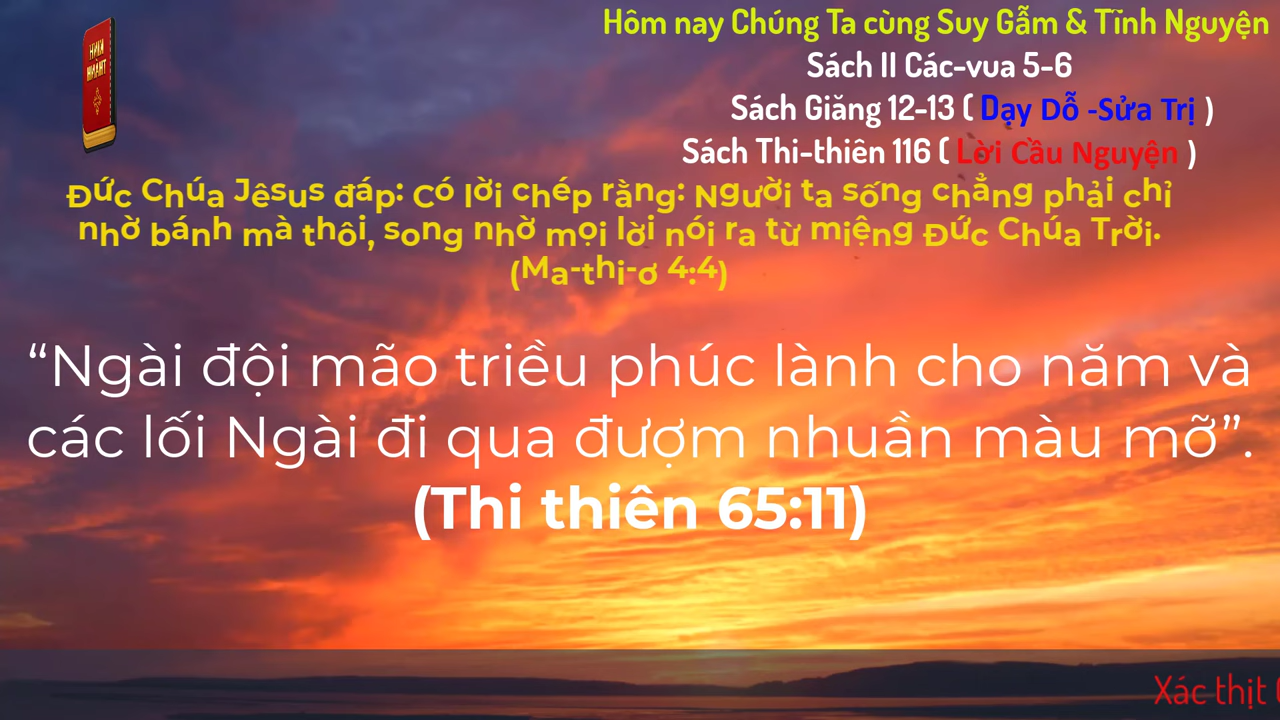 Hôm nay Chúng Ta cùng Suy Gẫm & Tĩnh Nguyện
Sách II Các-vua 5-6
Sách Giăng 12-13 ( Dạy Dỗ -Sửa Trị )
Sách Thi-thiên 116 ( Lời Cầu Nguyện )
Đức Chúa Jêsus đáp: Có lời chép rằng: Người ta sống chẳng phải chỉ
nhờ bánh mà thôi, song nhờ mọi lời nói ra từ miệng Đức Chúa Trời.
(Ma-thi-ơ 4:4)
“Ngài đội mão triều phúc lành cho năm và
các lối Ngài đi qua đượm nhuần màu mỡ”.
(Thi thiên 65:11)
Xác thịt